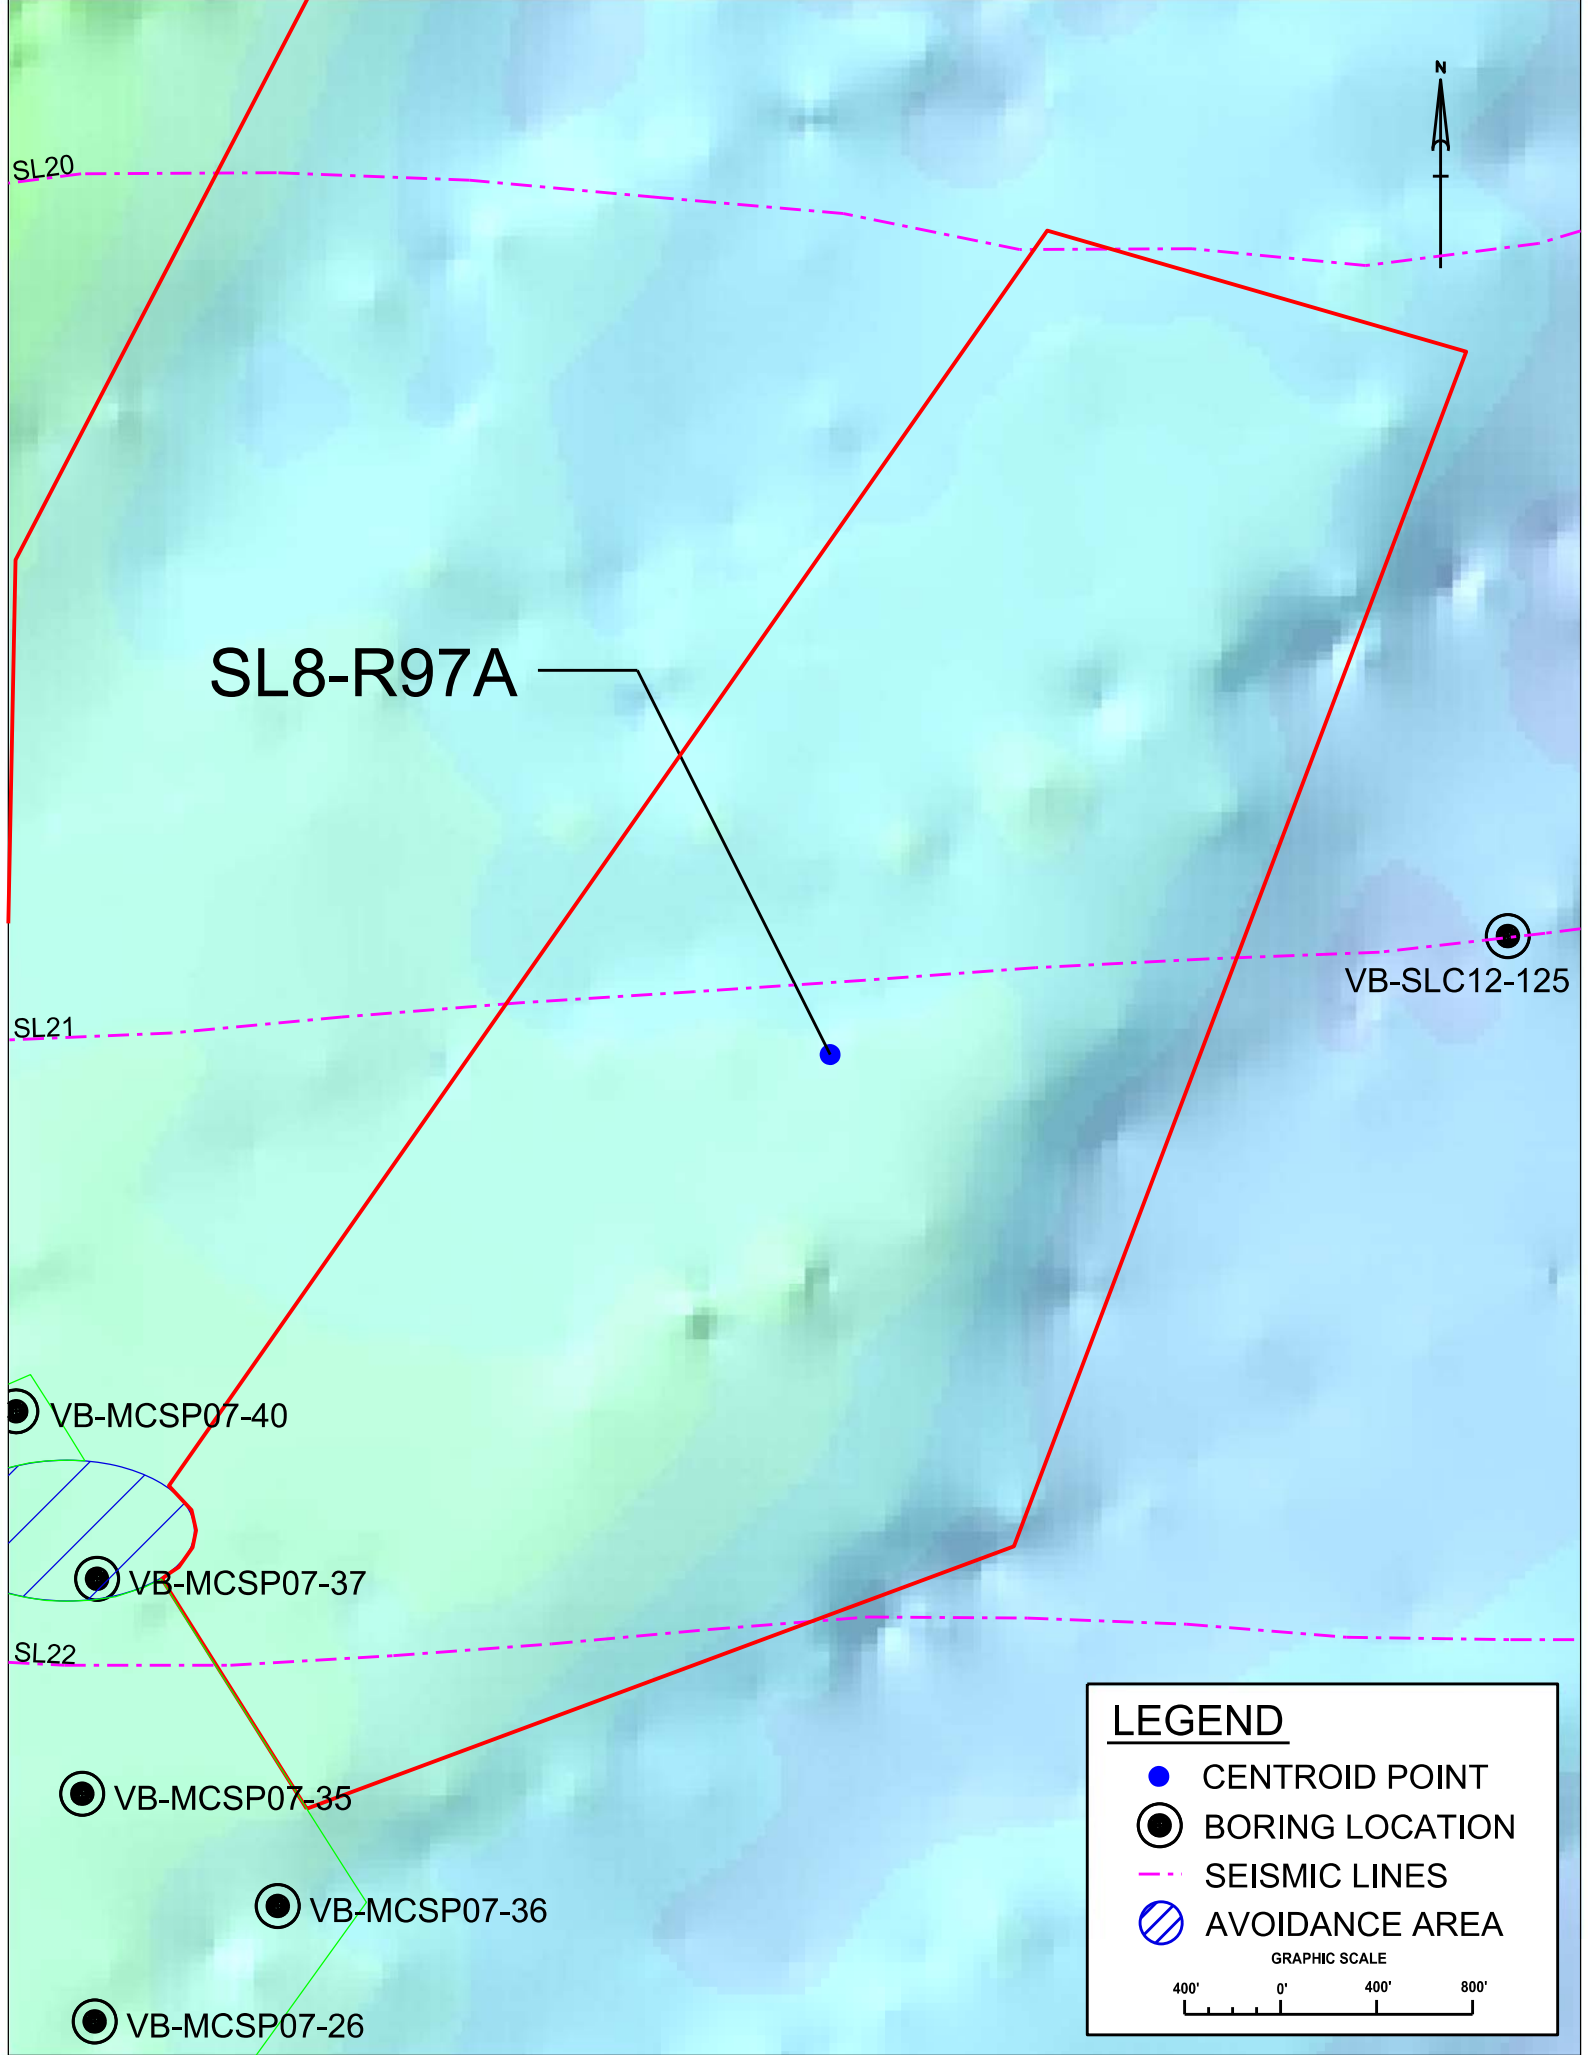 N
SL20
SL8-R97A
VB-SLC12-125
SL21
VB-MCSP07-40
VB-MCSP07-37
SL22
VB-MCSP07-35
VB-MCSP07-36
VB-MCSP07-26
LEGEND
CENTROID POINT
BORING LOCATION
SEISMIC LINES
AVOIDANCE AREA
GRAPHIC SCALE
400' 0' 400' 800'